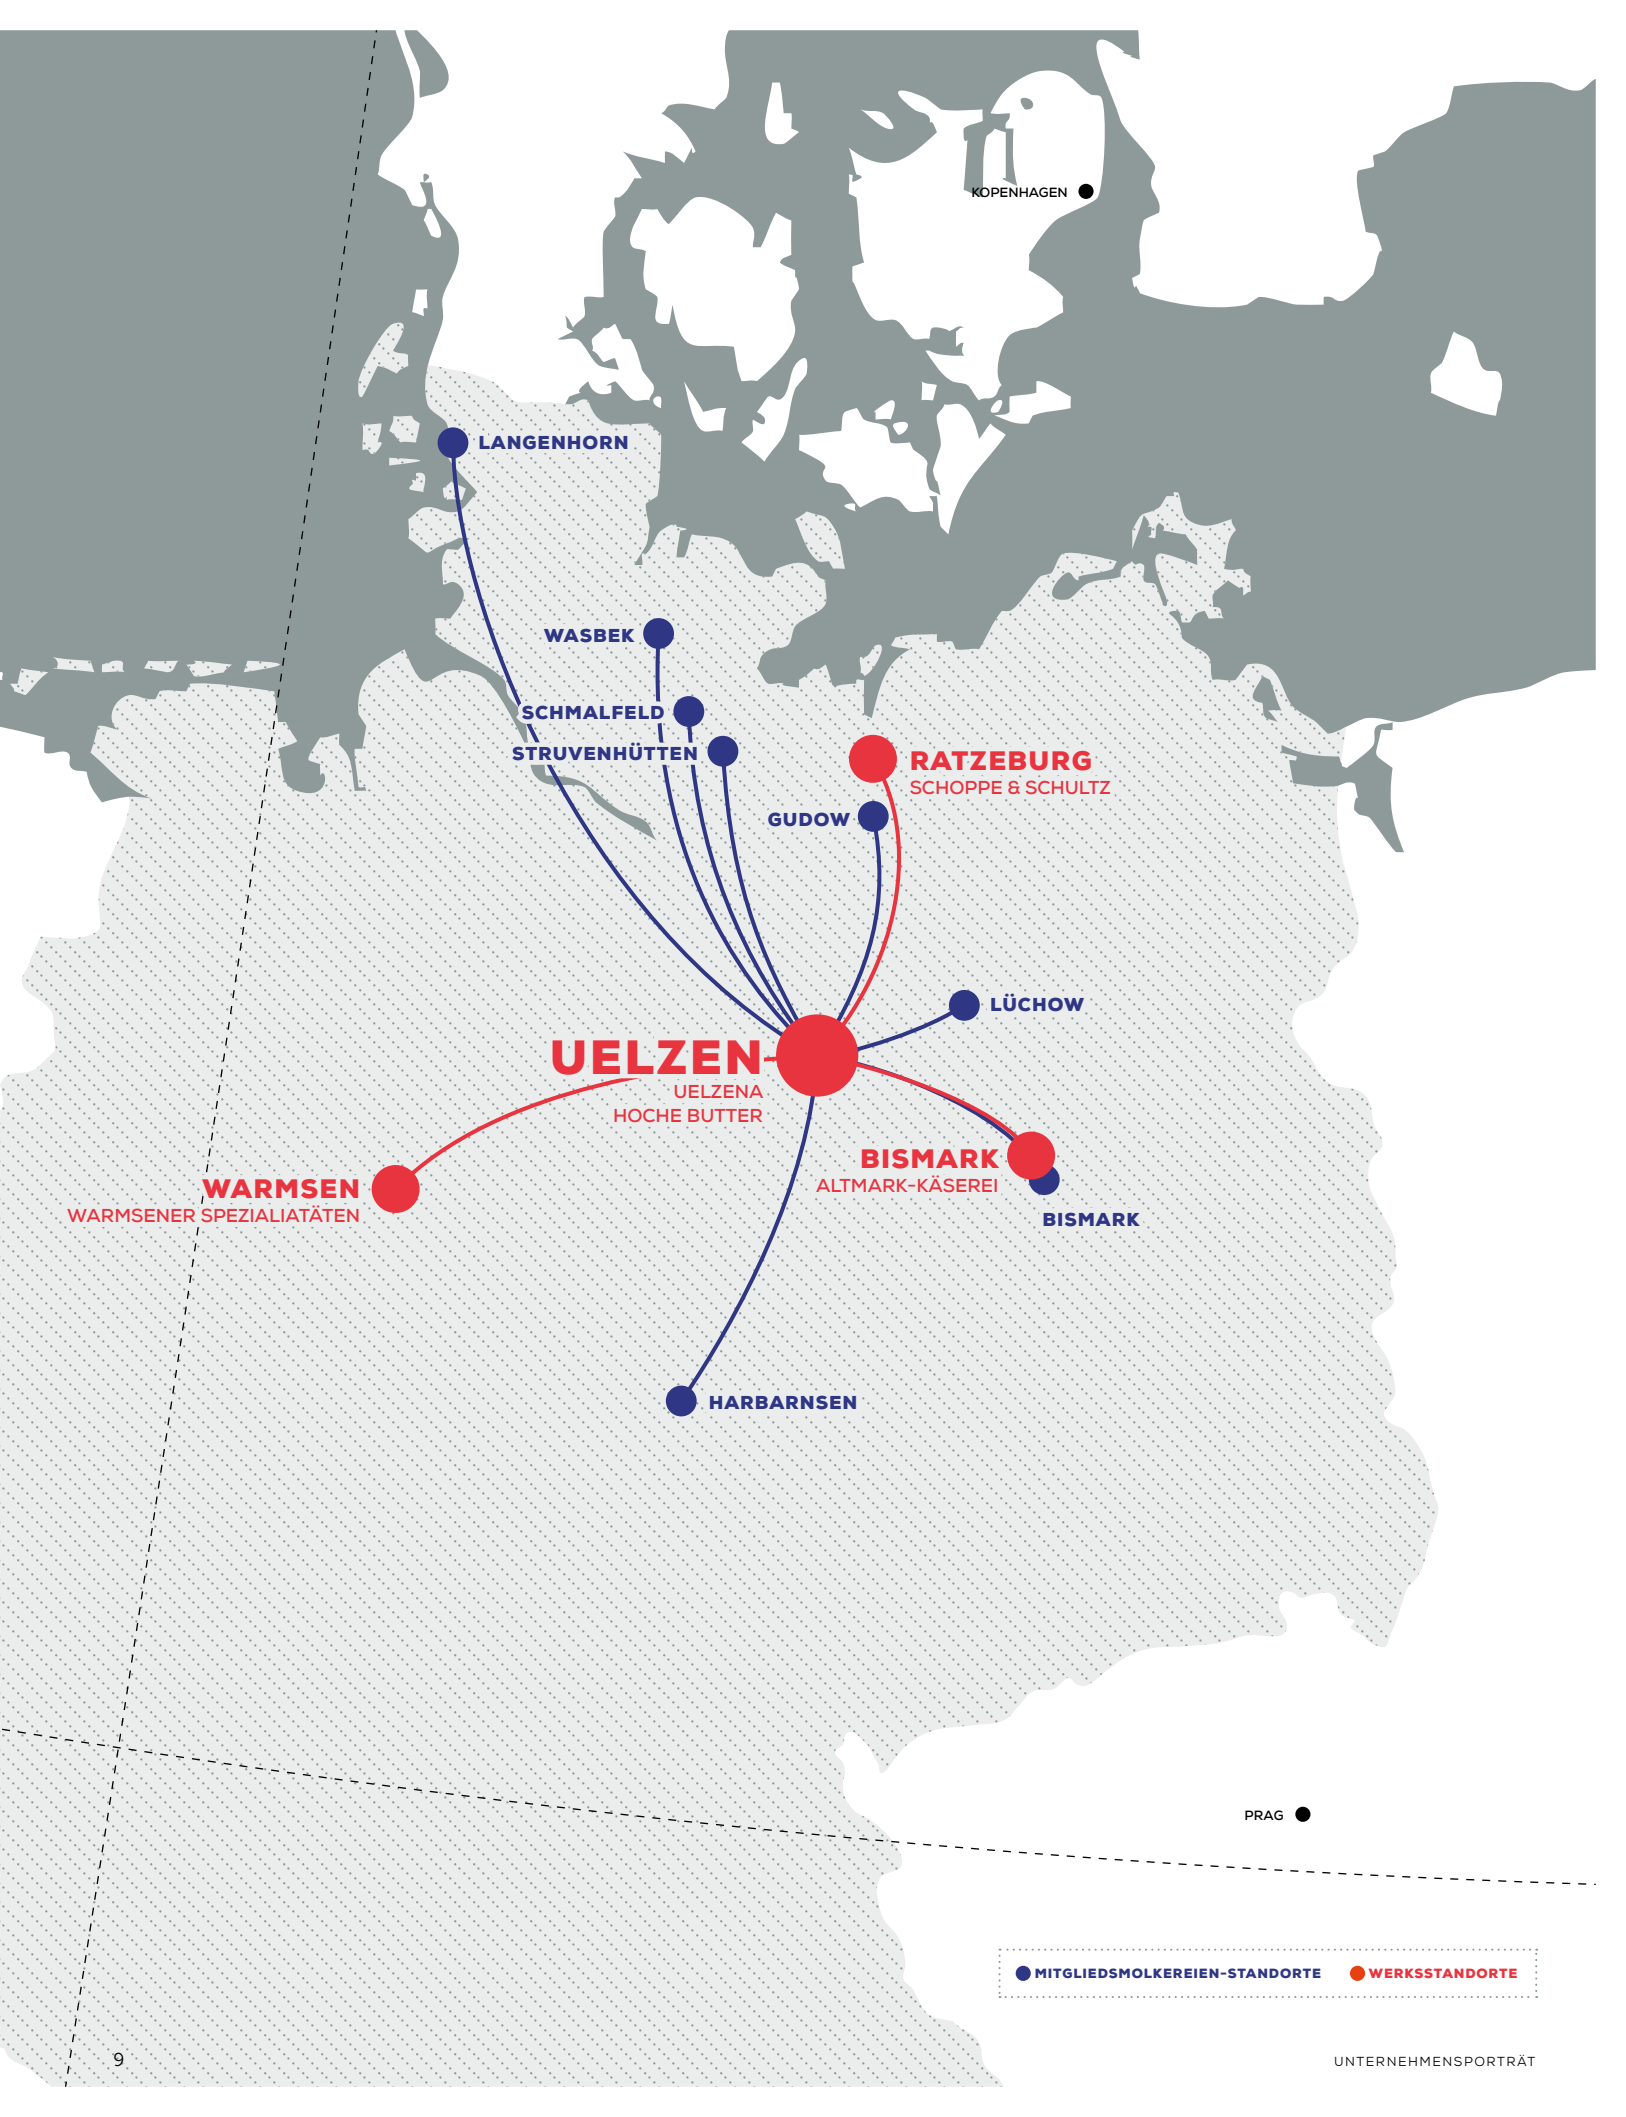 KOPENHAGEN
LANGENHORN
WASBEK
SCHMALFELD
STRUVENHÜTTEN
RATZEBURG
SCHOPPE & SCHULTZ
GUDOW
LÜCHOW
UELZEN
UELZENA
HOCHE BUTTER
BISMARK
ALTMARK-KÄSEREI
WARMSEN
WARMSENER SPEZIALIATÄTEN
BISMARK
HARBARNSEN
PRAG
MITGLIEDSMOLKEREIEN-STANDORTE WERKSSTANDORTE
9
UNTERNEHMENSPORTRÄT